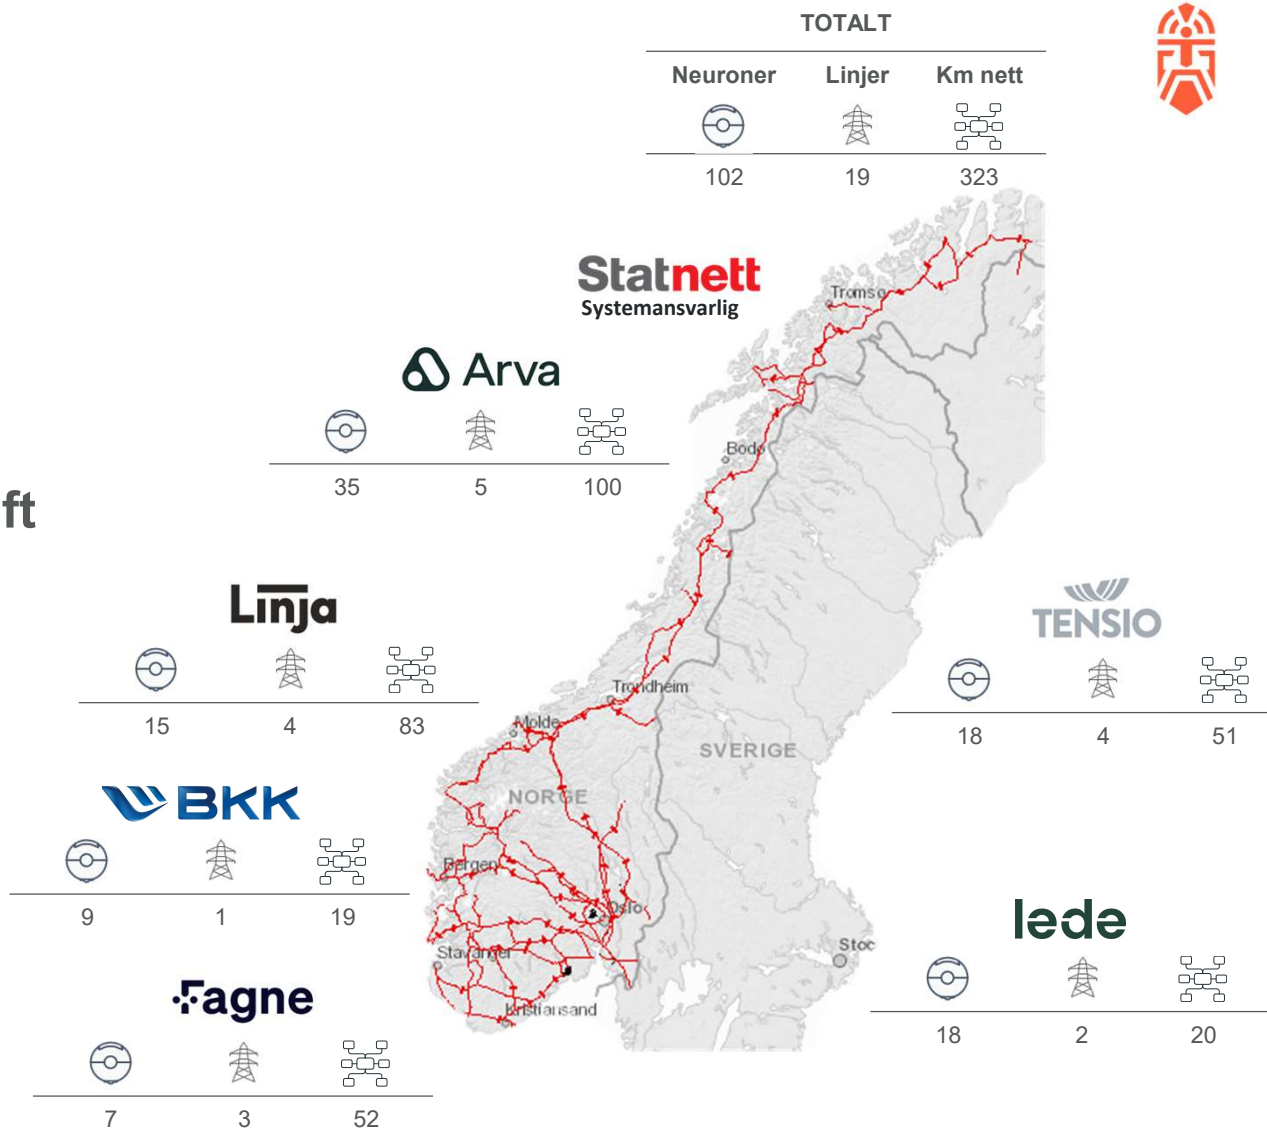 TOTALT
Neuroner Linjer Km nett
102 19 323
Statnett
Systemansvarlig
Arva
35 5 100
ft
Linja
15 4 83
BKK
9 1 19
Fagne
7 3 52
TENSIO
18 4 51
lede
18 2 20
Tromsø
Bodø
Trondheim
Molde
SVERIGE
NORGE
Bergen
Oslo
Stavanger
Stoc
Kristiansand